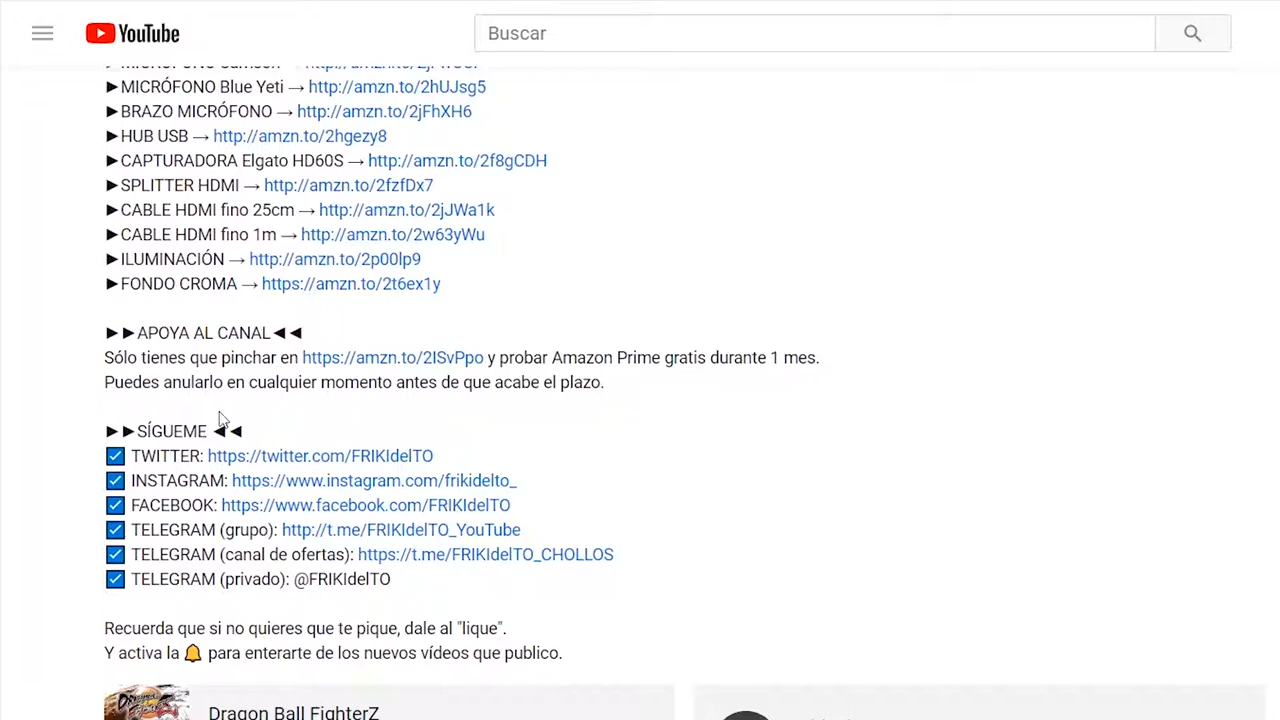 YouTube
Buscar
►MICRÓFONO Blue Yeti → http://amzn.to/2hUJsg5
►BRAZO MICRÓFONO → http://amzn.to/2jFhXH6
►HUB USB → http://amzn.to/2hgezy8
►CAPTURADORA Elgato HD60S → http://amzn.to/2f8gCDH
►SPLITTER HDMI → http://amzn.to/2fzfDx7
►CABLE HDMI fino 25cm → http://amzn.to/2jJWa1k
►CABLE HDMI fino 1m → http://amzn.to/2w63yWu
►ILUMINACIÓN → http://amzn.to/2p00lp9
►FONDO CROMA → https://amzn.to/2t6ex1y
►►APOYA AL CANAL◄◄
Sólo tienes que pinchar en https://amzn.to/2ISvPpo y probar Amazon Prime gratis durante 1 mes.
Puedes anularlo en cualquier momento antes de que acabe el plazo.
►►SÍGUEME ◄◄
☑ TWITTER: https://twitter.com/FRIKIdelTO
☑ INSTAGRAM: https://www.instagram.com/frikidelto_
☑ FACEBOOK: https://www.facebook.com/FRIKIdelTO
☑ TELEGRAM (grupo): http://t.me/FRIKIdelTO_YouTube
☑ TELEGRAM (canal de ofertas): https://t.me/FRIKIdelTO_CHOLLOS
☑ TELEGRAM (privado): @FRIKIdelTO
Recuerda que si no quieres que te pique, dale al "lique".
Y activa la 🔔 para enterarte de los nuevos vídeos que publico.
Dragon Ball FighterZ